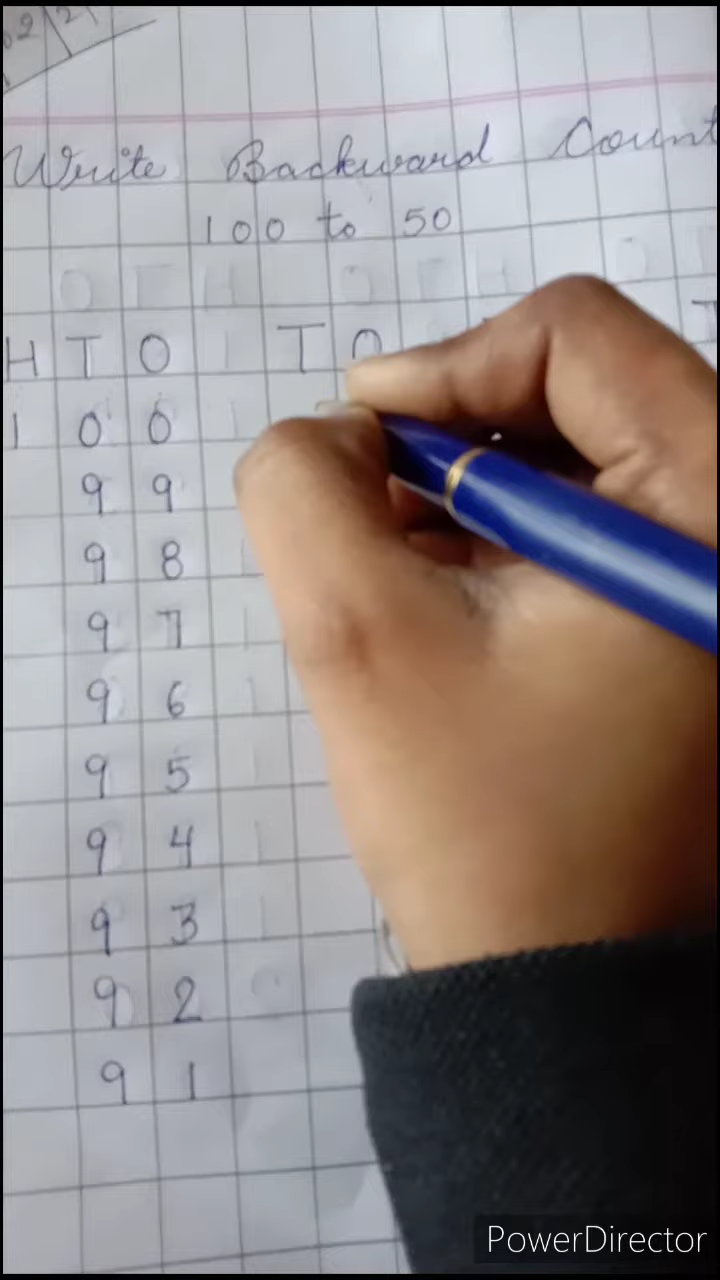 Write Backward Count
100 to 50
H T O T O T
1 0 0
9 9
9 8
9 7
9 6
9 5
9 4
9 3
9 2
9 1
PowerDirector